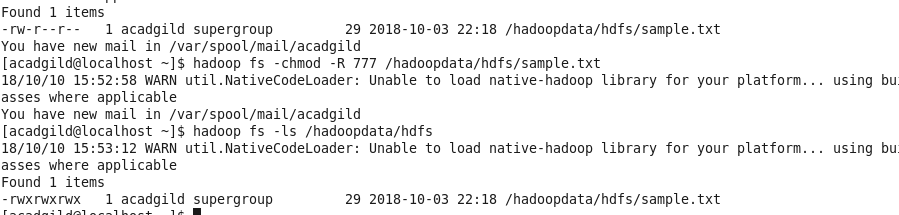 Found 1 items
-rw-r--r--   1 acadgild supergroup         29 2018-10-03 22:18 /hadoopdata/hdfs/sample.txt
You have new mail in /var/spool/mail/acadgild
[acadgild@localhost ~]$ hadoop fs -chmod -R 777 /hadoopdata/hdfs/sample.txt
18/10/10 15:52:58 WARN util.NativeCodeLoader: Unable to load native-hadoop library for your platform... using bui
asses where applicable
You have new mail in /var/spool/mail/acadgild
[acadgild@localhost ~]$ hadoop fs -ls /hadoopdata/hdfs
18/10/10 15:53:12 WARN util.NativeCodeLoader: Unable to load native-hadoop library for your platform... using bui
asses where applicable
Found 1 items
-rwxrwxrwx   1 acadgild supergroup         29 2018-10-03 22:18 /hadoopdata/hdfs/sample.txt
[acadgild@localhost ~]$